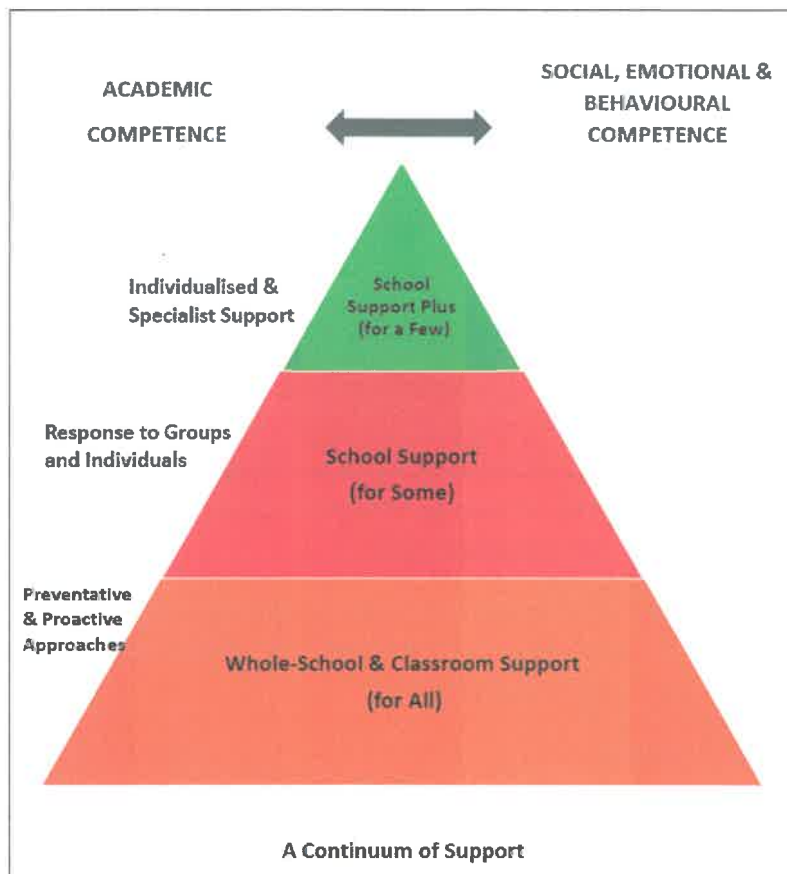 ACADEMIC
COMPETENCE
SOCIAL, EMOTIONAL &
BEHAVIOURAL
COMPETENCE
Individualised &
Specialist Support
School
Support Plus
(for a Few)
Response to Groups
and Individuals
School Support
(for Some)
Preventative
& Proactive
Approaches
Whole-School & Classroom Support
(for All)
A Continuum of Support